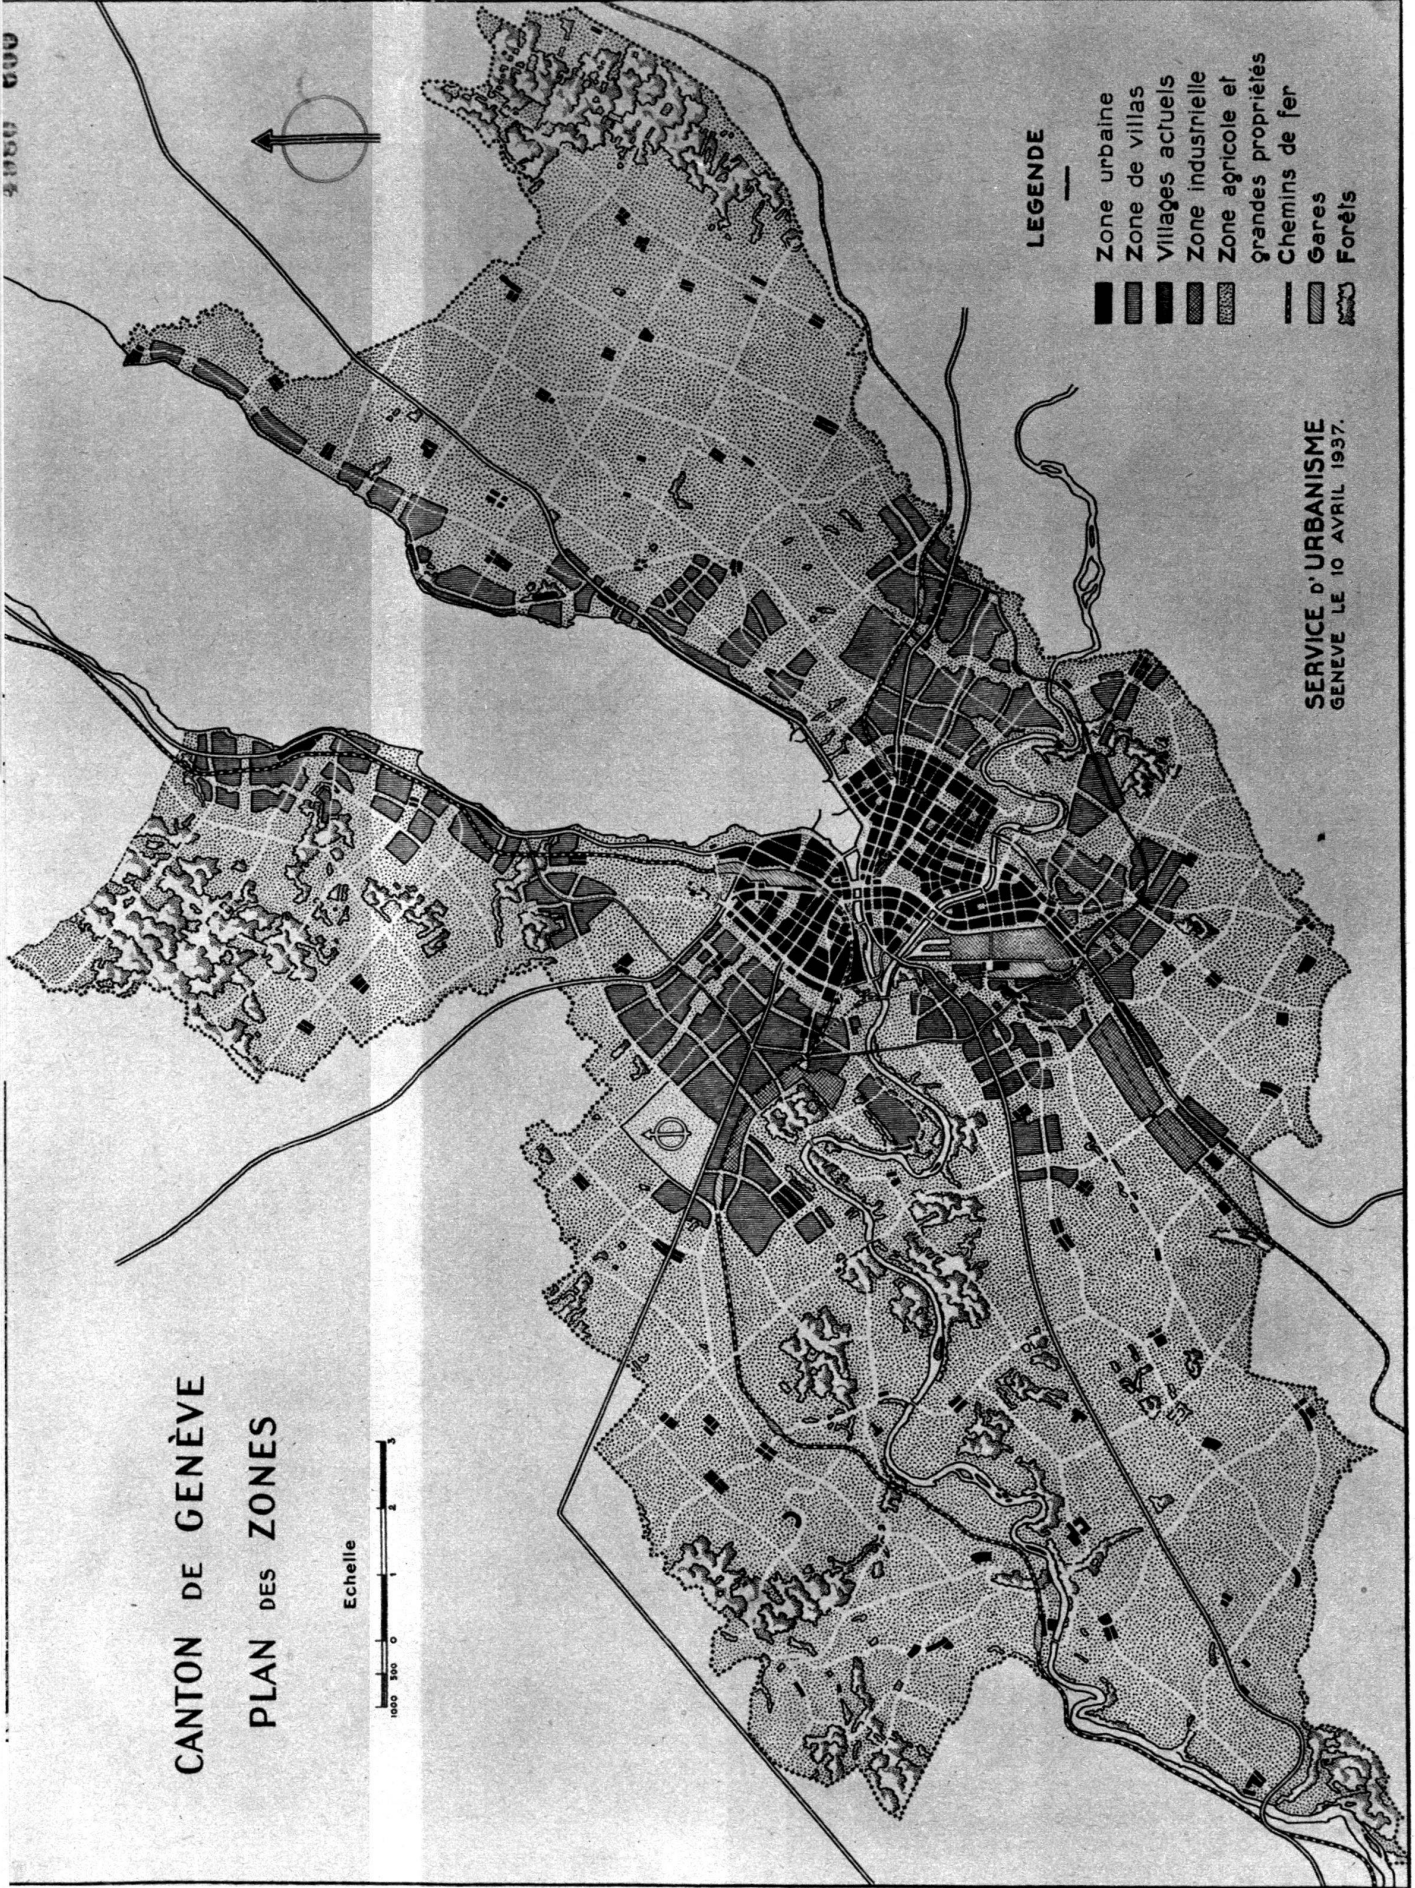 CANTON DE GENÈVE
PLAN DES ZONES
Echelle
1000 500 0 1 2 3
LEGENDE
Zone urbaine
Zone de villas
Villages actuels
Zone industrielle
Zone agricole et
grandes propriétés
Chemins de fer
Gares
Forêts
SERVICE D'URBANISME
GENEVE LE 10 AVRIL 1937.